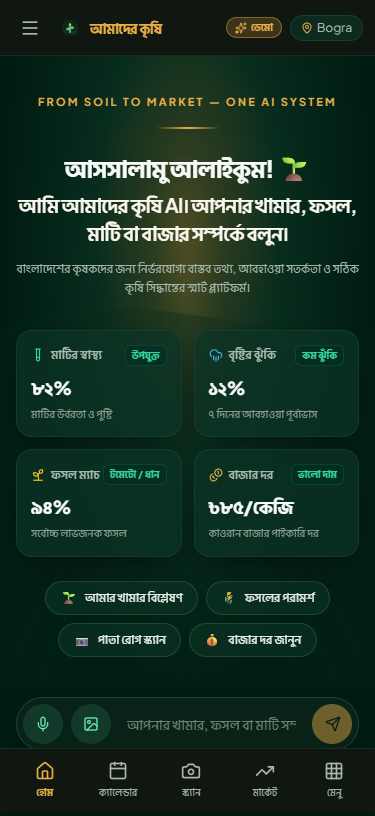 আমাদের কৃষি
ডেমো
Bogra
FROM SOIL TO MARKET — ONE AI SYSTEM
আসসালামু আলাইকুম! 🌱
আমি আমাদের কৃষি AI। আপনার খামার, ফসল,
মাটি বা বাজার সম্পর্কে বলুন।
বাংলাদেশের কৃষকদের জন্য নির্ভরযোগ্য বাস্তব তথ্য, আবহাওয়া সতর্কতা ও সঠিক
কৃষি সিদ্ধান্তের স্মার্ট প্ল্যাটফর্ম।
মাটির স্বাস্থ্য
উপযুক্ত
৮২%
মাটির উর্বরতা ও পুষ্টি
বৃষ্টির ঝুঁকি
কম ঝুঁকি
১২%
৭ দিনের আবহাওয়া পূর্বাভাস
ফসল ম্যাচ
টমেটো / ধান
৯৪%
সর্বোচ্চ লাভজনক ফসল
বাজার দর
ভালো দাম
৳৮৫/কেজি
কাওরান বাজার পাইকারি দর
আমার খামার বিশ্লেষণ
ফসলের পরামর্শ
পাতা রোগ স্ক্যান
বাজার দর জানুন
আপনার খামার, ফসল বা মাটি সম্প
হোম
ক্যালেন্ডার
স্ক্যান
মার্কেট
মেনু